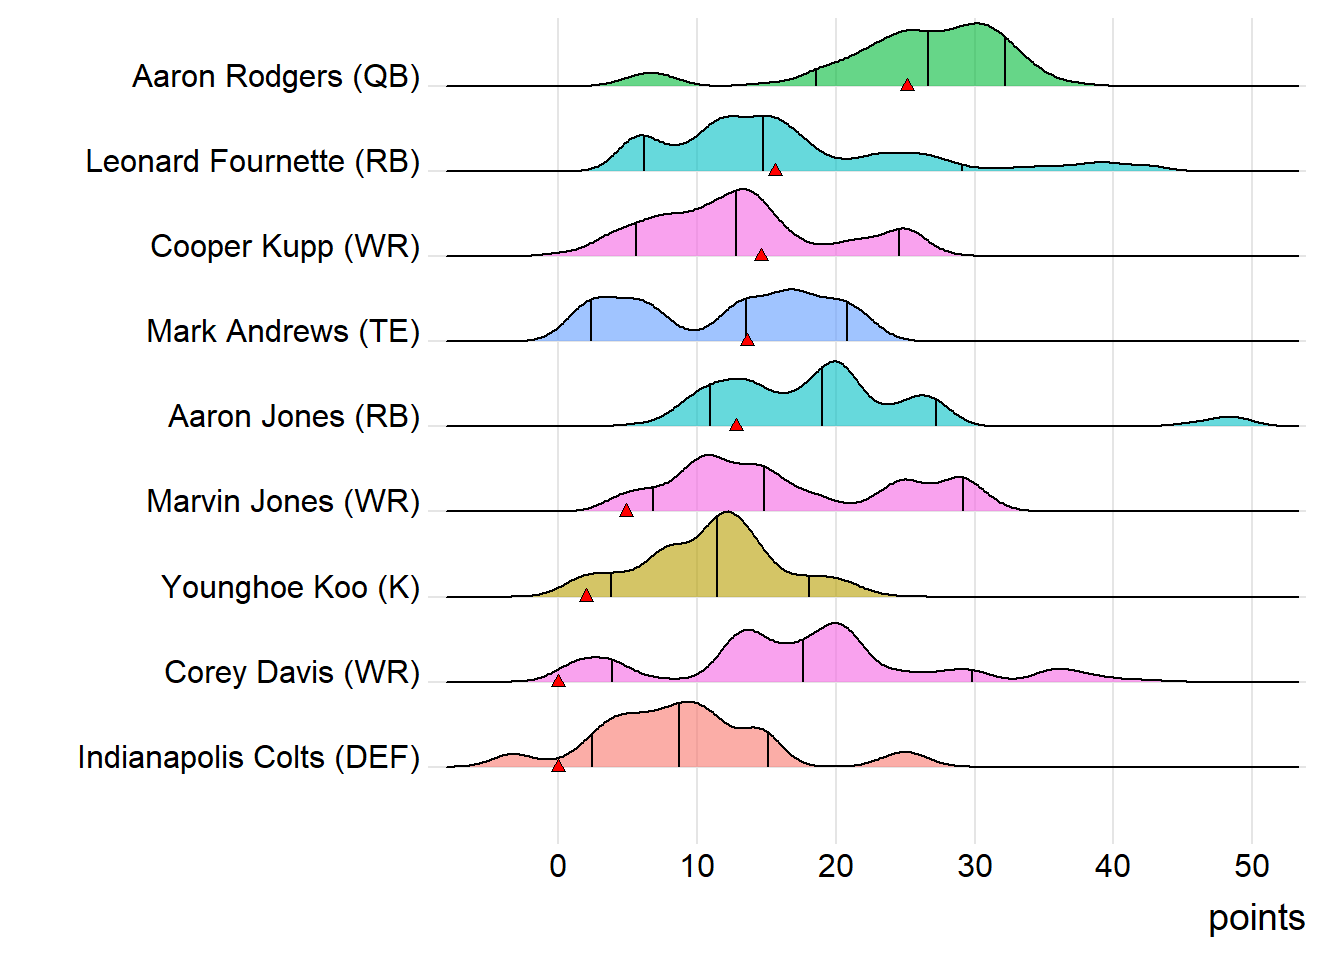 Aaron Rodgers (QB)
Leonard Fournette (RB)
Cooper Kupp (WR)
Mark Andrews (TE)
Aaron Jones (RB)
Marvin Jones (WR)
Younghoe Koo (K)
Corey Davis (WR)
Indianapolis Colts (DEF)
0 10 20 30 40 50
points